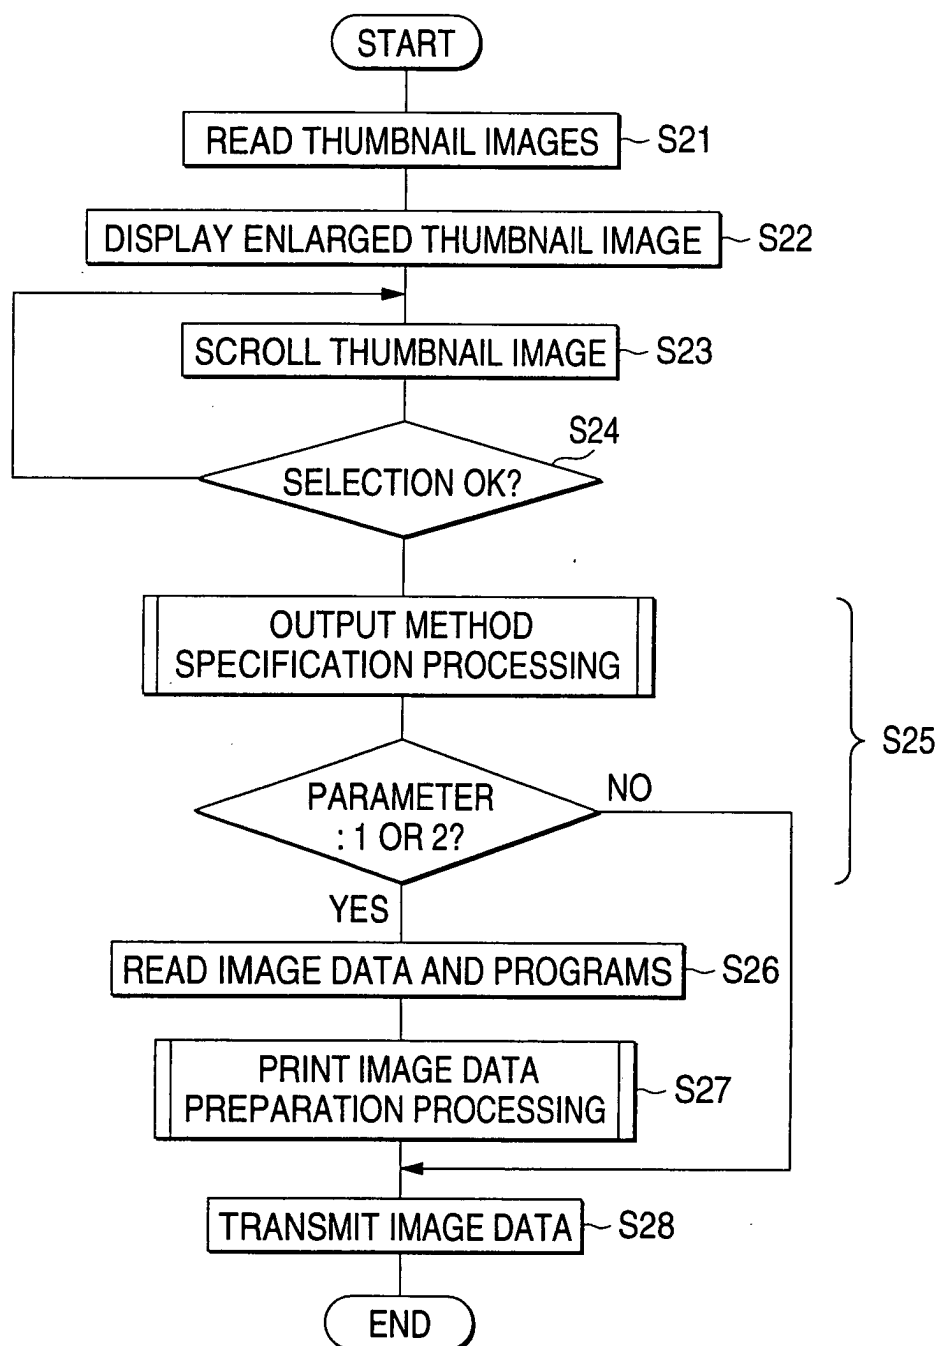 START
READ THUMBNAIL IMAGES
S21
DISPLAY ENLARGED THUMBNAIL IMAGE
S22
SCROLL THUMBNAIL IMAGE
S23
S24
SELECTION OK?
OUTPUT METHOD
SPECIFICATION PROCESSING
S25
PARAMETER
: 1 OR 2?
NO
YES
READ IMAGE DATA AND PROGRAMS
S26
PRINT IMAGE DATA
PREPARATION PROCESSING
S27
TRANSMIT IMAGE DATA
S28
END